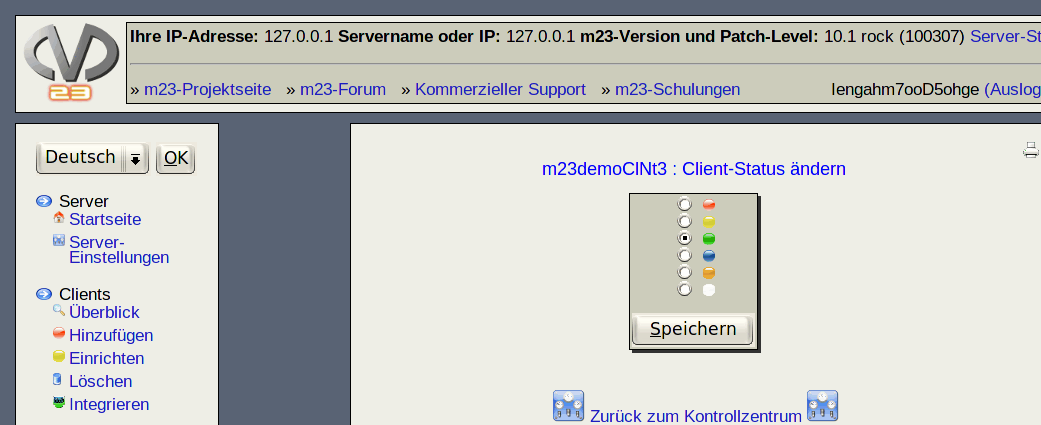 Ihre IP-Adresse: 127.0.0.1 Servername oder IP: 127.0.0.1 m23-Version und Patch-Level: 10.1 rock (100307) Server-St
23
» m23-Projektseite » m23-Forum » Kommerzieller Support » m23-Schulungen lengahm7ooD5ohge (Auslog
Deutsch OK
m23demoClNt3 : Client-Status ändern
Server
Startseite
Server-
Einstellungen
Clients
Überblick
Hinzufügen
Einrichten
Löschen
Integrieren
Speichern
Zurück zum Kontrollzentrum